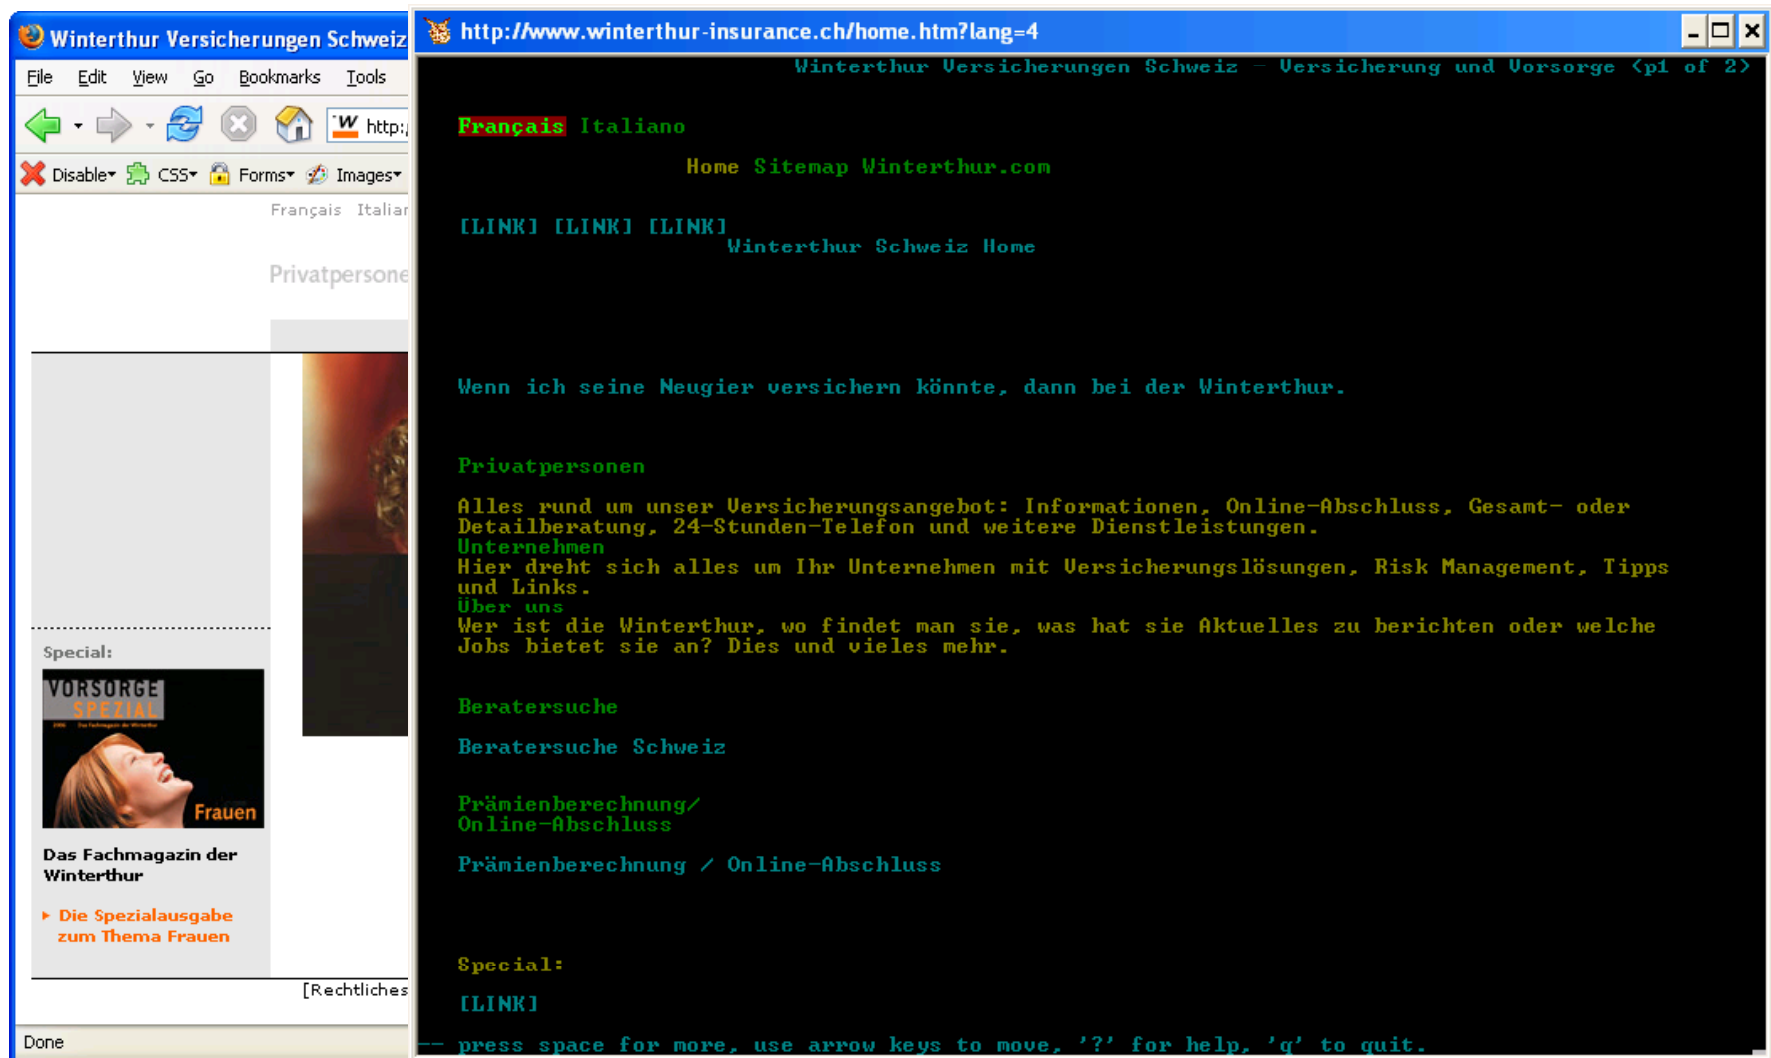 Winterthur Versicherungen Schweiz
File Edit View Go Bookmarks Tools
http:
Disable CSS Forms Images
Français Italian
Privatpersone
Special:
VORSORGE
SPEZIAL
Frauen
Das Fachmagazin der
Winterthur
Die Spezialausgabe
zum Thema Frauen
[Rechtliches
Done
http://www.winterthur-insurance.ch/home.htm?lang=4
Winterthur Versicherungen Schweiz - Versicherung und Vorsorge (p1 of 2)
Français Italiano
Home Sitemap Winterthur.com
[LINK] [LINK] [LINK]
Winterthur Schweiz Home
Wenn ich seine Neugier versichern könnte, dann bei der Winterthur.
Privatpersonen
Alles rund um unser Versicherungsangebot: Informationen, Online-Abschluss, Gesamt- oder
Detailberatung, 24-Stunden-Telefon und weitere Dienstleistungen.
Unternehmen
Hier dreht sich alles um Ihr Unternehmen mit Versicherungslösungen, Risk Management, Tipps
und Links.
Über uns
Wer ist die Winterthur, wo findet man sie, was hat sie Aktuelles zu berichten oder welche
Jobs bietet sie an? Dies und vieles mehr.
Beratersuche
Beratersuche Schweiz
Prämienberechnung/
Online-Abschluss
Prämienberechnung / Online-Abschluss
Special:
[LINK]
-- press space for more, use arrow keys to move, '?' for help, 'q' to quit.